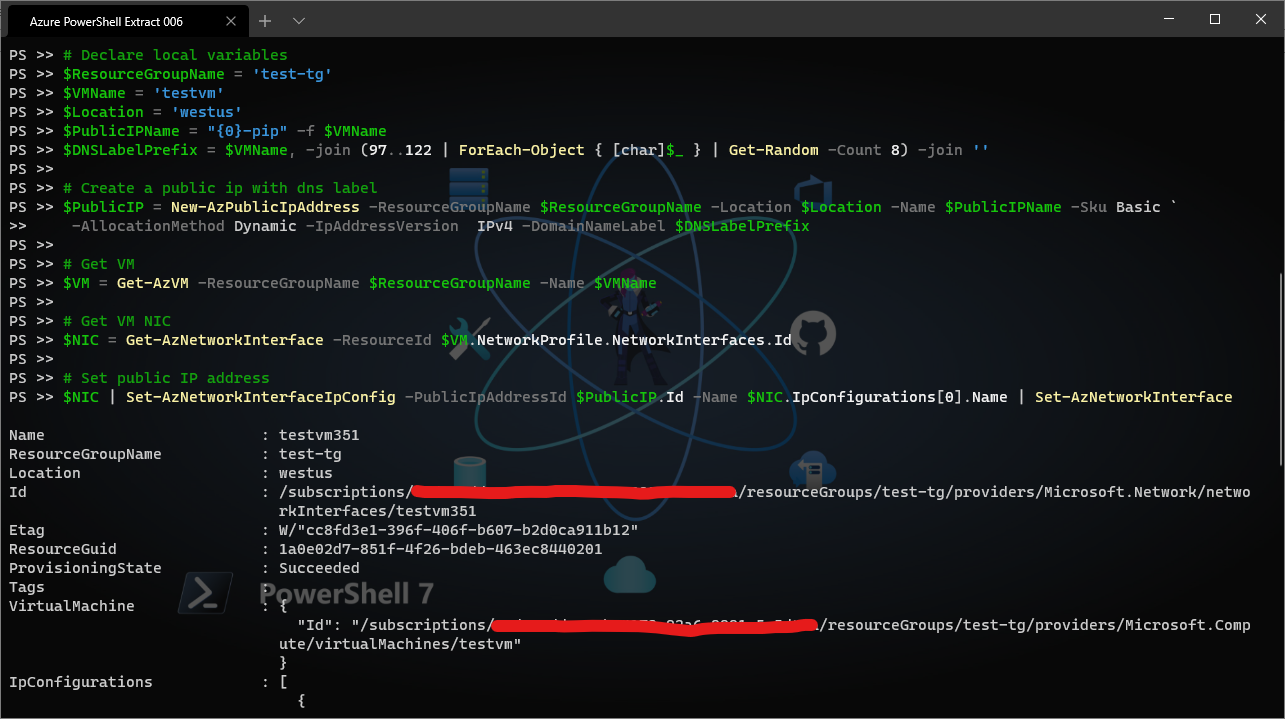 Azure PowerShell Extract 006
PS >> # Declare local variables
PS >> $ResourceGroupName = 'test-tg'
PS >> $VMName = 'testvm'
PS >> $Location = 'westus'
PS >> $PublicIPName = "{0}-pip" -f $VMName
PS >> $DNSLabelPrefix = $VMName, -join (97..122 | ForEach-Object { [char]$_ } | Get-Random -Count 8) -join ''
PS >>
PS >> # Create a public ip with dns label
PS >> $PublicIP = New-AzPublicIpAddress -ResourceGroupName $ResourceGroupName -Location $Location -Name $PublicIPName -Sku Basic `
>>     -AllocationMethod Dynamic -IpAddressVersion  IPv4 -DomainNameLabel $DNSLabelPrefix
PS >>
PS >> # Get VM
PS >> $VM = Get-AzVM -ResourceGroupName $ResourceGroupName -Name $VMName
PS >>
PS >> # Get VM NIC
PS >> $NIC = Get-AzNetworkInterface -ResourceId $VM.NetworkProfile.NetworkInterfaces.Id
PS >>
PS >> # Set public IP address
PS >> $NIC | Set-AzNetworkInterfaceIpConfig -PublicIpAddressId $PublicIP.Id -Name $NIC.IpConfigurations[0].Name | Set-AzNetworkInterface
Name : testvm351
ResourceGroupName : test-tg
Location : westus
Id : /subscriptions/ /resourceGroups/test-tg/providers/Microsoft.Network/netwo
rkInterfaces/testvm351
Etag : W/"cc8fd3e1-396f-406f-b607-b2d0ca911b12"
ResourceGuid : 1a0e02d7-851f-4f26-bdeb-463ec8440201
ProvisioningState : Succeeded
Tags :
PowerShell 7
VirtualMachine : {
"Id": "/subscriptions/ /resourceGroups/test-tg/providers/Microsoft.Comp
ute/virtualMachines/testvm"
}
IpConfigurations : [
{